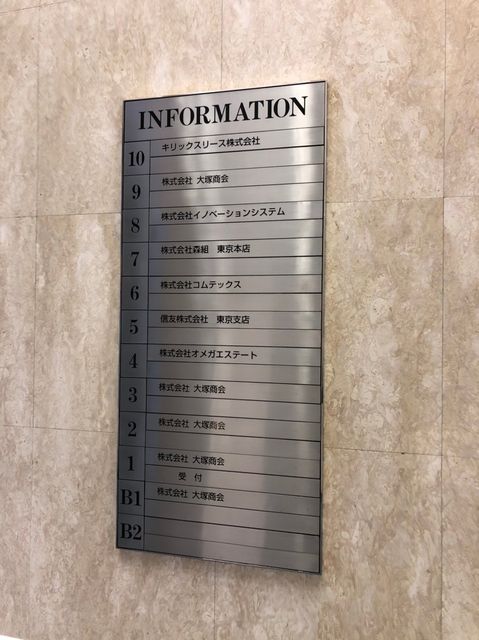 INFORMATION
10 キリックスリース株式会社
9 株式会社 大塚商会
8 株式会社イノベーションシステム
7 株式会社森組 東京本店
6 株式会社コムテックス
5 信友株式会社 東京支店
4 株式会社オメガエステート
3 株式会社 大塚商会
2 株式会社 大塚商会
1 株式会社 大塚商会
受 付
B1 株式会社 大塚商会
B2